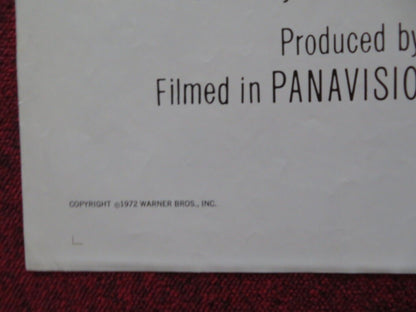 Produced by
Filmed in PANAVISIO
COPYRIGHT ©1972 WARNER BROS., INC.